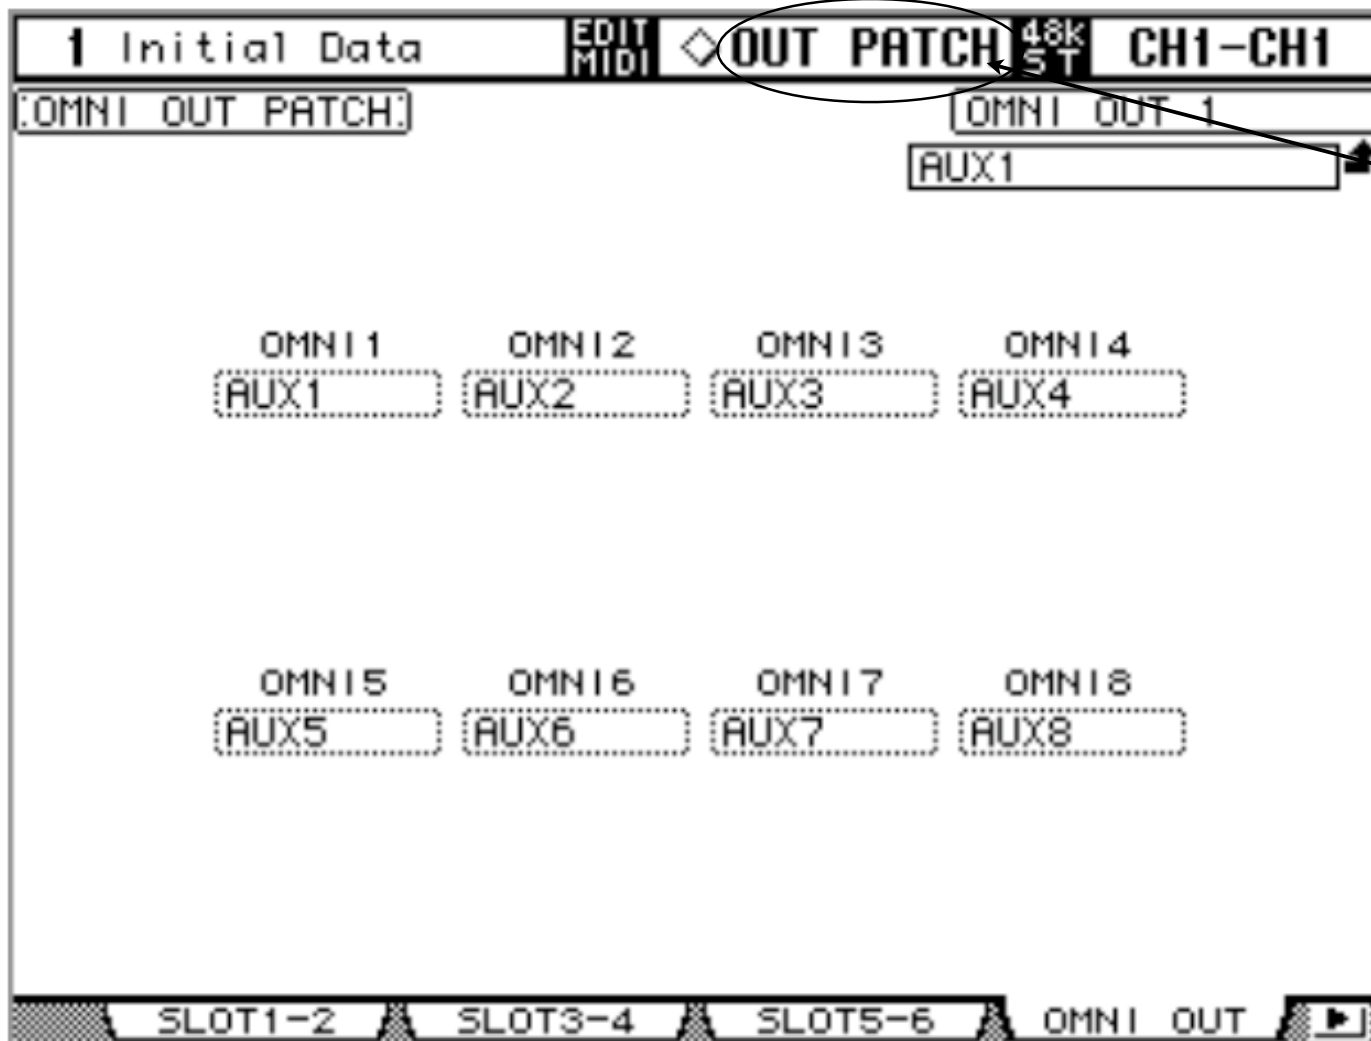 1 Initial Data EDIT MIDI OUT PATCH 48k ST CH1-CH1
OMNI OUT PATCH OMNI OUT 1
AUX1
OMNI1 OMNI2 OMNI3 OMNI4
AUX1 AUX2 AUX3 AUX4
OMNI5 OMNI6 OMNI7 OMNI8
AUX5 AUX6 AUX7 AUX8
SLOT1-2 SLOT3-4 SLOT5-6 OMNI OUT